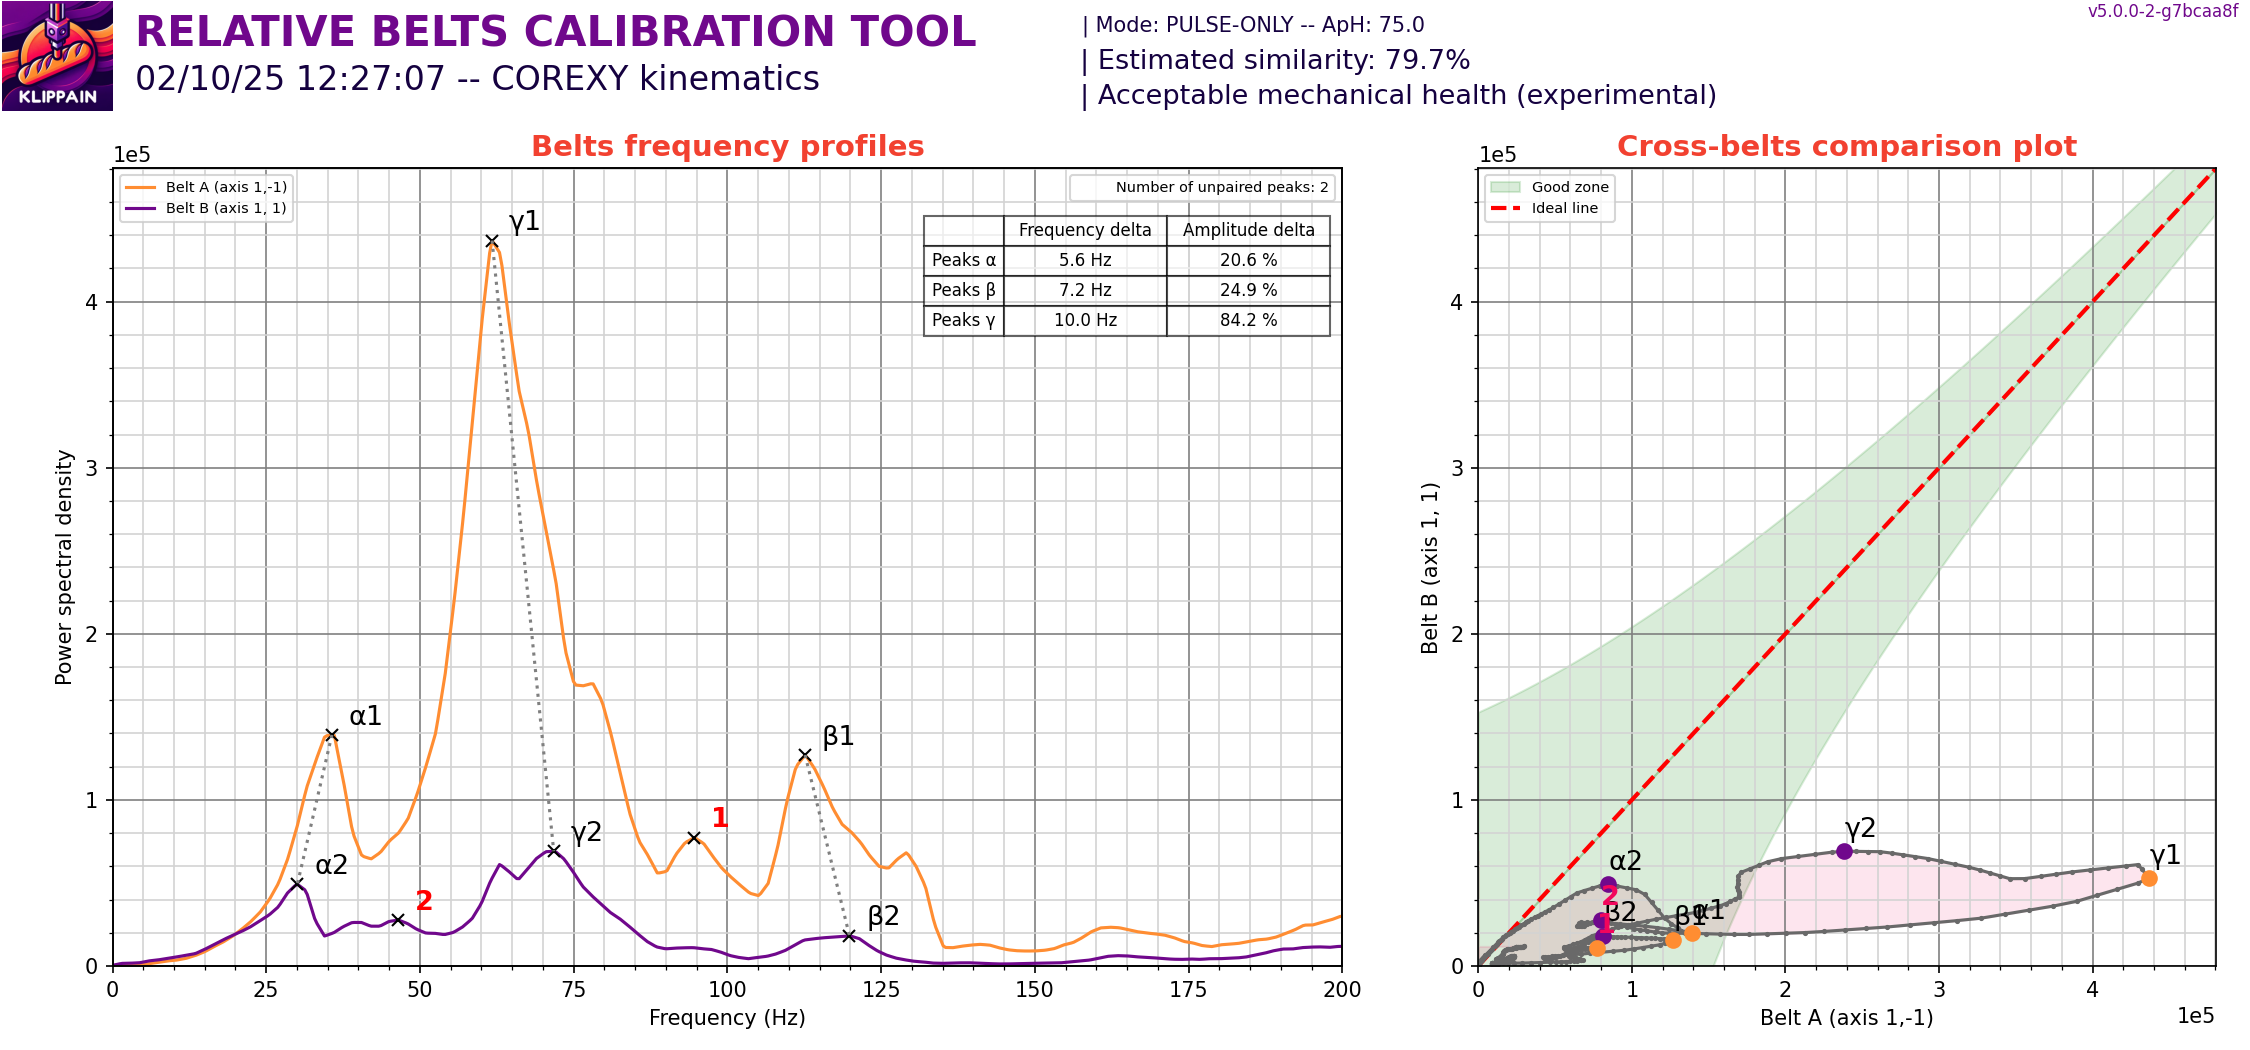 KLIPPAIN
RELATIVE BELTS CALIBRATION TOOL
02/10/25 12:27:07 -- COREXY kinematics
| Mode: PULSE-ONLY -- ApH: 75.0
| Estimated similarity: 79.7%
| Acceptable mechanical health (experimental)
v5.0.0-2-g7bcaa8f
Belts frequency profiles
1e5
Belt A (axis 1,-1)
Belt B (axis 1, 1)
Number of unpaired peaks: 2
Frequency delta Amplitude delta
Peaks α 5.6 Hz 20.6 %
Peaks β 7.2 Hz 24.9 %
Peaks γ 10.0 Hz 84.2 %
γ1
α1
α2
2
γ2
1
β1
β2
4
3
2
1
0
Power spectral density
0 25 50 75 100 125 150 175 200
Frequency (Hz)
Cross-belts comparison plot
1e5
Good zone
Ideal line
γ2
γ1
α2
2
β2
1
β1
α1
4
3
2
1
0
Belt B (axis 1, 1)
0 1 2 3 4
Belt A (axis 1,-1)
1e5